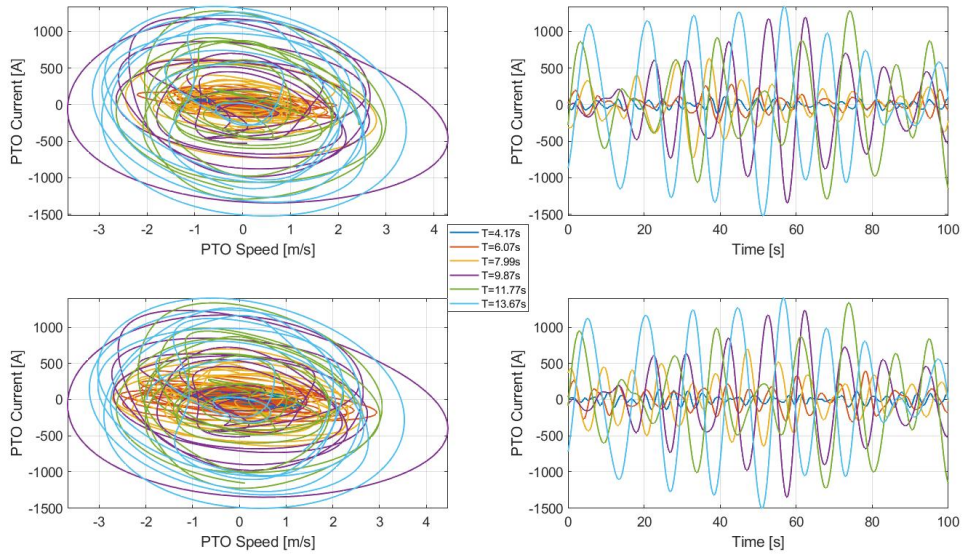 1000
500
0
-500
-1000
-1500
PTO Current [A]
-3 -2 -1 0 1 2 3 4
PTO Speed [m/s]
1000
500
0
-500
-1000
-1500
PTO Current [A]
0 20 40 60 80 100
Time [s]
T=4.17s
T=6.07s
T=7.99s
T=9.87s
T=11.77s
T=13.67s
1000
500
0
-500
-1000
-1500
PTO Current [A]
-3 -2 -1 0 1 2 3 4
PTO Speed [m/s]
1000
500
0
-500
-1000
-1500
PTO Current [A]
0 20 40 60 80 100
Time [s]